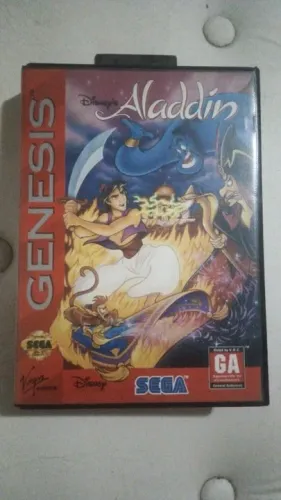 GENESIS
Disney's
Aladdin
SEGA
Virgin
Disney
SEGA
GA